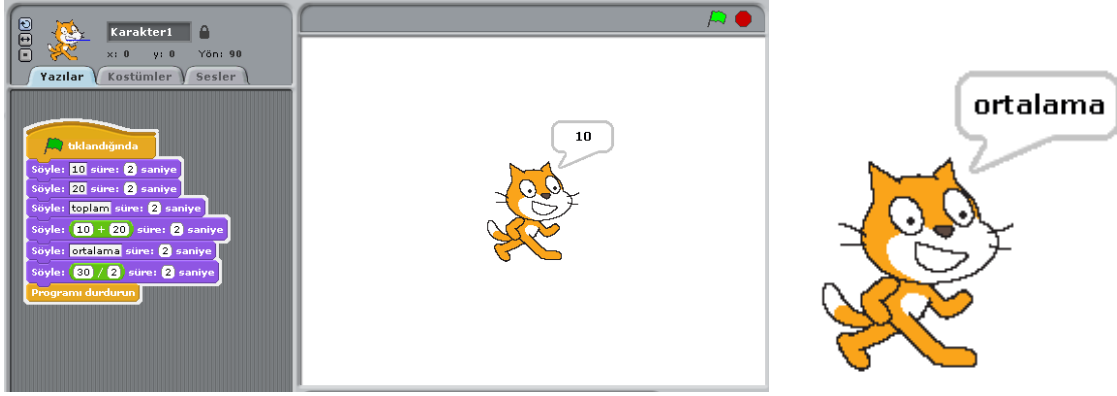 Karakter1
x: 0 y: 0 Yön: 90
Yazılar Kostümler Sesler
tıklandığında
Söyle: 10 süre: 2 saniye
Söyle: 20 süre: 2 saniye
Söyle: toplam süre: 2 saniye
Söyle: 10 + 20 süre: 2 saniye
Söyle: ortalama süre: 2 saniye
Söyle: 30 / 2 süre: 2 saniye
Programı durdurun
10
ortalama